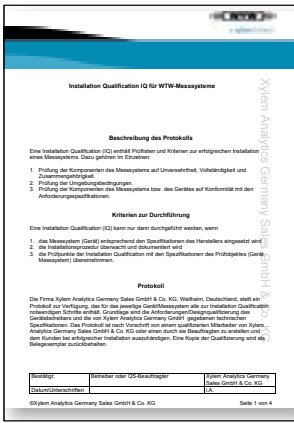 Installation Qualification IQ für WTW-Messsysteme
Beschreibung des Protokolls
Eine Installation Qualification (IQ) enthält Prüflisten und Kriterien zur erfolgreichen Installation
eines Messsystems. Dazu gehören im Einzelnen:
1. Prüfung der Komponenten des Messsystems auf Unversehrtheit, Vollständigkeit und
Zusammengehörigkeit.
2. Prüfung der Umgebungsbedingungen.
3. Prüfung der Komponenten des Messsystems bzw. des Gerätes auf Konformität mit den
Anforderungsspezifikationen.
Kriterien zur Durchführung
Eine Installation Qualification (IQ) kann nur dann durchgeführt werden, wenn
1. das Messsystem (Gerät) entsprechend den Spezifikationen des Herstellers eingesetzt wird
2. die Installationsprozedur überwacht und dokumentiert wird
3. die Prüfpunkte der Installation Qualification mit den Spezifikationen des Prüfobjektes (Gerät,
Messsystem) übereinstimmen.
Protokoll
Die Firma Xylem Analytics Germany Sales GmbH & Co. KG, Weilheim, Deutschland, stellt ein
Protokoll zur Verfügung, das für das jeweilige Gerät/Messsystem alle zur Installation Qualification
notwendigen Schritte enthält. Grundlage sind die Anforderungen/Designqualifizierung des
Gerätebetreibers und die von Xylem Analytics Germany GmbH gegebenen technischen
Spezifikationen. Das Protokoll ist nach Vorschrift von einem qualifizierten Mitarbeiter von Xylem
Analytics Germany Sales GmbH & Co. KG oder einen durch sie Beauftragten zu erstellen und
dem Kunden bei erfolgreicher Installation auszuhändigen. Eine Kopie der Qualifizierung wird als
Belegexemplar zurückbehalten.
Bestätigt: Betreiber oder QS-Beauftragter Xylem Analytics Germany
Sales GmbH & Co. KG
Datum/Unterschriften i.A.
©Xylem Analytics Germany Sales GmbH & Co. KG Seite 1 von 4
Xylem Analytics Germany Sales GmbH & Co. KG